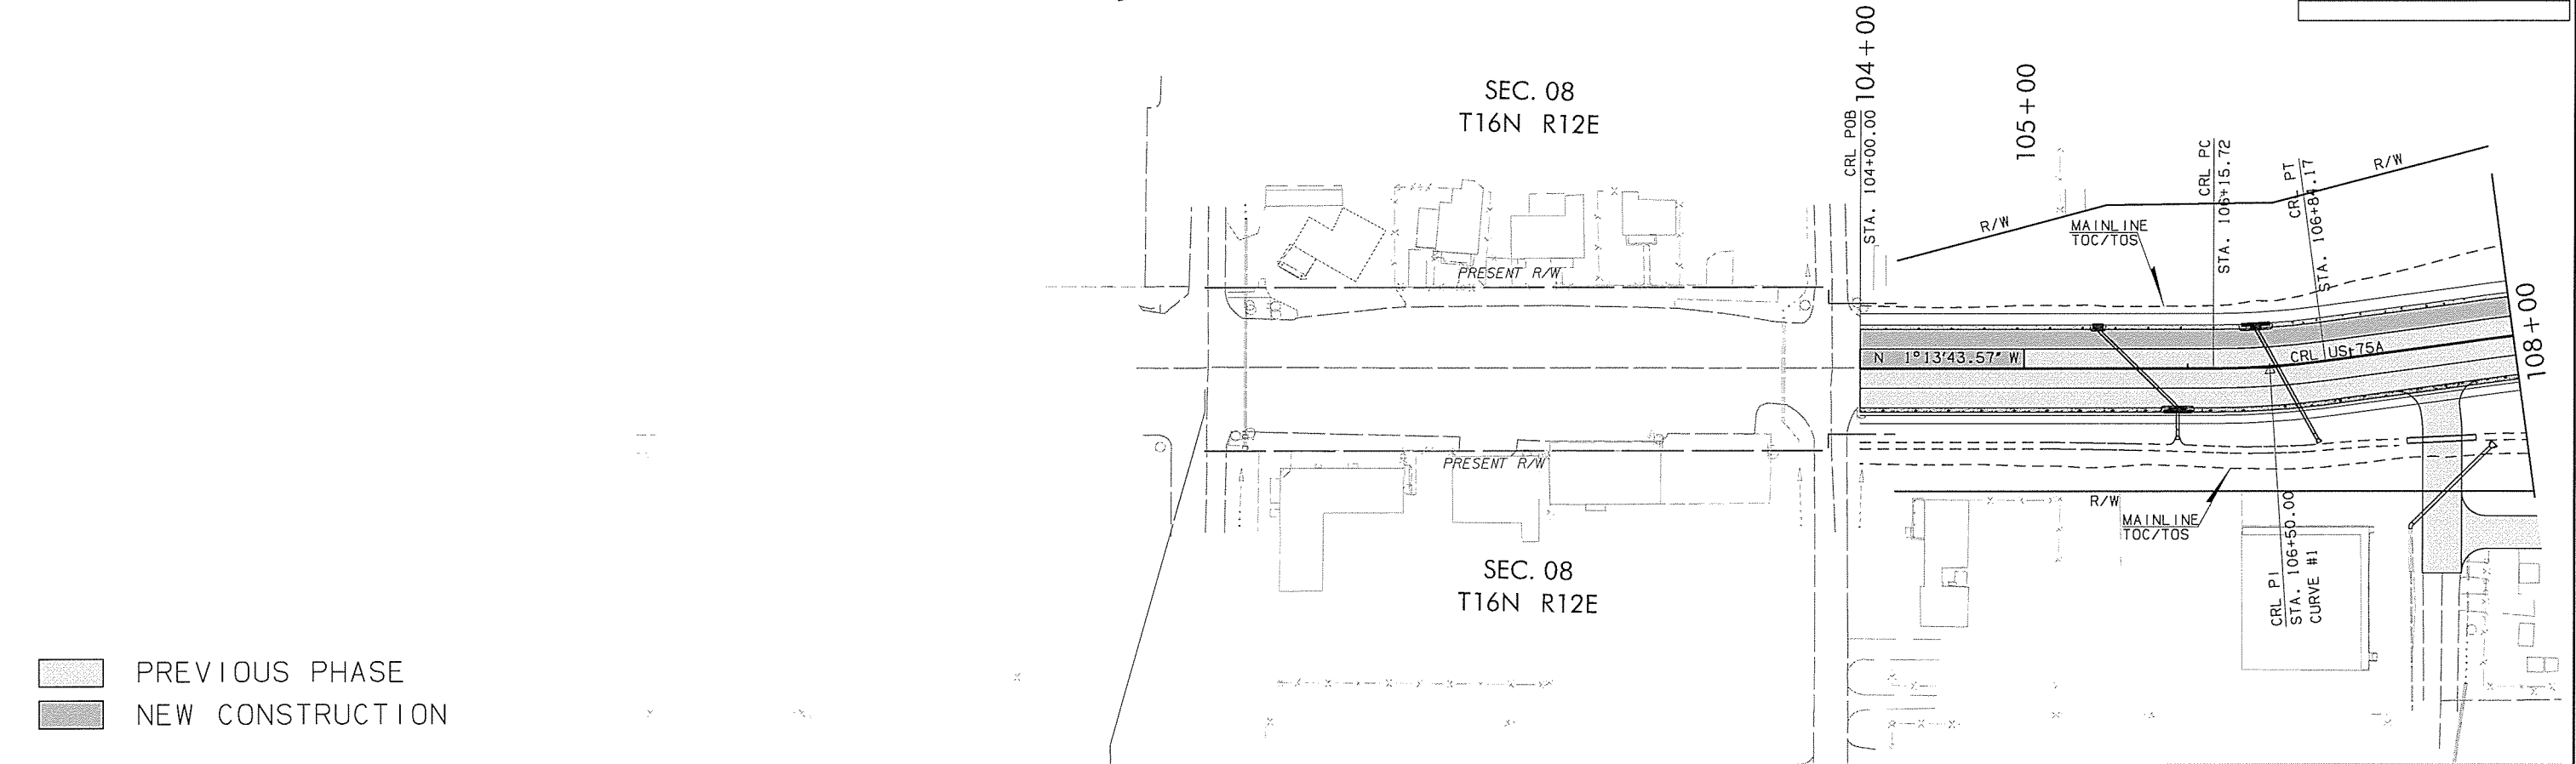 SEC. 08
T16N R12E
PRESENT R/W
PRESENT R/W
SEC. 08
T16N R12E
CRL POB
STA. 104+00.00
104+00
105+00
R/W
MAINLINE
TOC/TOS
CRL PC
STA. 106+15.72
CRL PT
STA. 106+84.17
R/W
N 1°13'43.57" W
CRL US-75A
108+00
R/W
MAINLINE
TOC/TOS
CRL PI
STA. 106+50.00
CURVE #1
PREVIOUS PHASE
NEW CONSTRUCTION